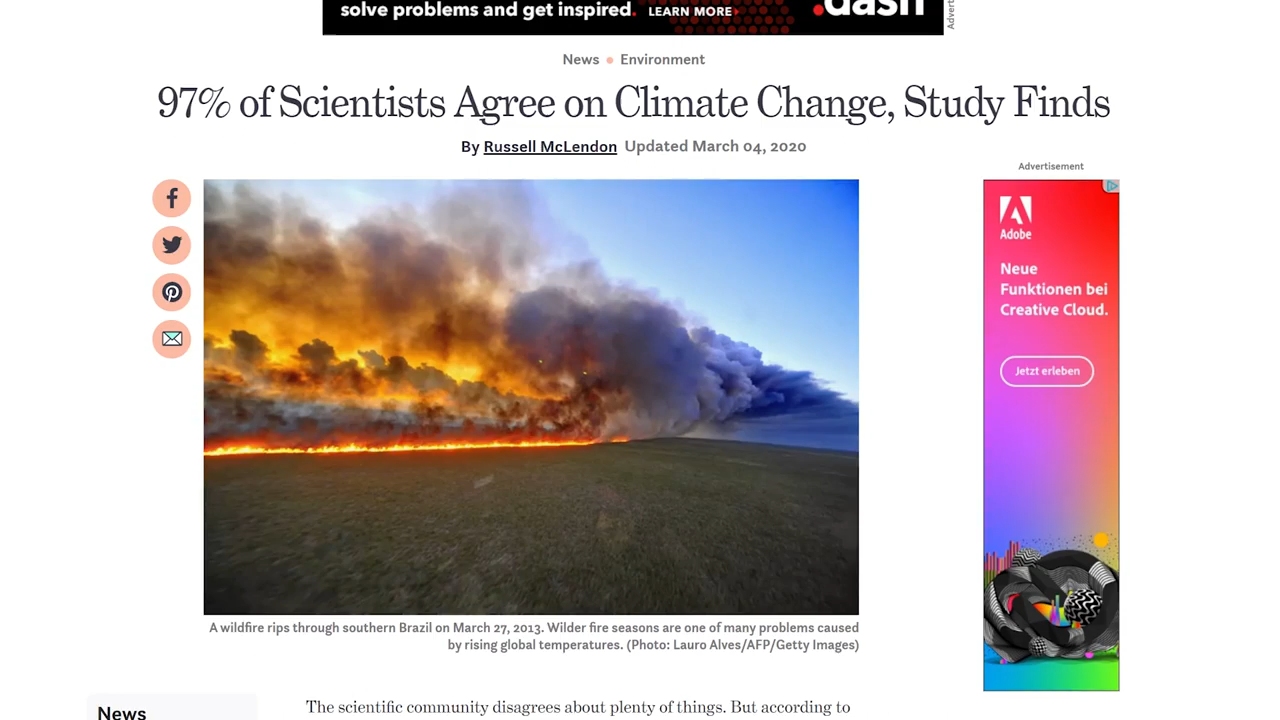 solve problems and get inspired. LEARN MORE
.dash
News • Environment
97% of Scientists Agree on Climate Change, Study Finds
By Russell McLendon Updated March 04, 2020
Advertisement
Adobe
Neue
Funktionen bei
Creative Cloud.
Jetzt erleben
A wildfire rips through southern Brazil on March 27, 2013. Wilder fire seasons are one of many problems caused
by rising global temperatures. (Photo: Lauro Alves/AFP/Getty Images)
News
The scientific community disagrees about plenty of things. But according to